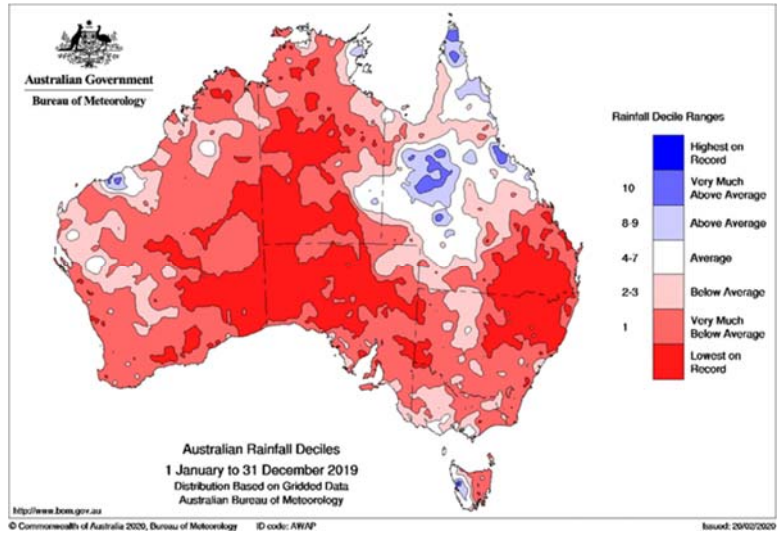 Australian Government
Bureau of Meteorology
Rainfall Decile Ranges
Highest on
Record
10
Very Much
Above Average
8-9
Above Average
4-7
Average
2-3
Below Average
1
Very Much
Below Average
Lowest on
Record
Australian Rainfall Deciles
1 January to 31 December 2019
Distribution Based on Gridded Data
Australian Bureau of Meteorology
http://www.bom.gov.au
© Commonwealth of Australia 2020, Bureau of Meteorology ID code: AWAP Issued: 20/02/2020